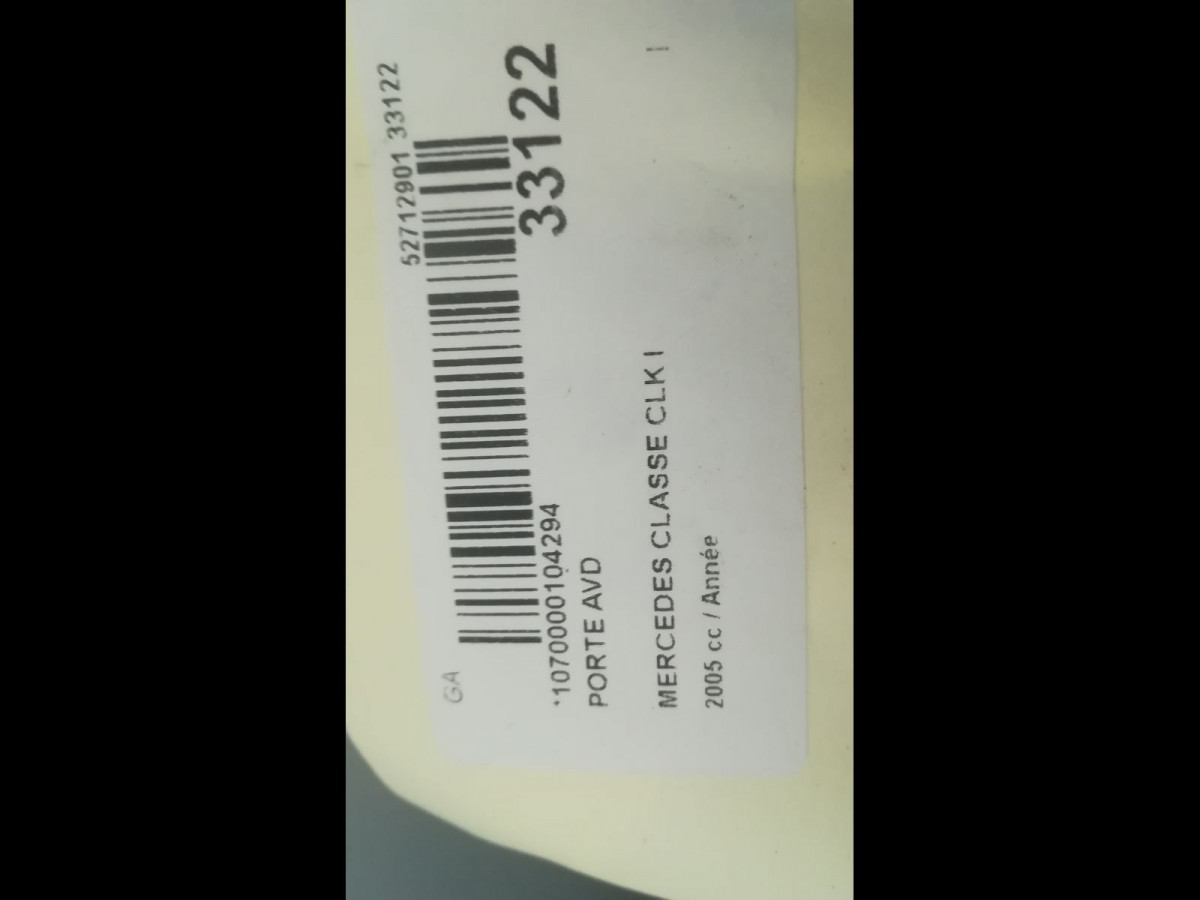 GA
52712901 33122
33122
*1070000104294
PORTE AVD
MERCEDES CLASSE CLK I
2005 cc / Année